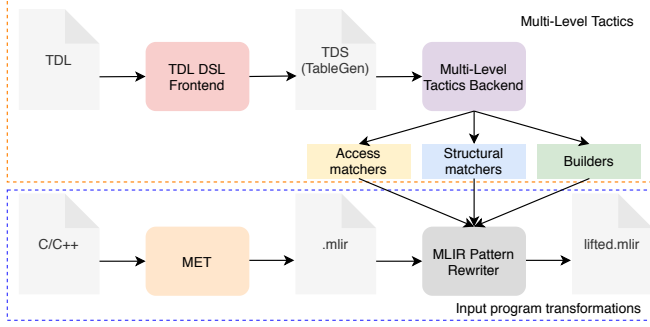 Multi-Level Tactics
TDL
TDL DSL
Frontend
TDS
(TableGen)
Multi-Level
Tactics Backend
Access
matchers
Structural
matchers
Builders
C/C++
MET
.mlir
MLIR Pattern
Rewriter
lifted.mlir
Input program transformations